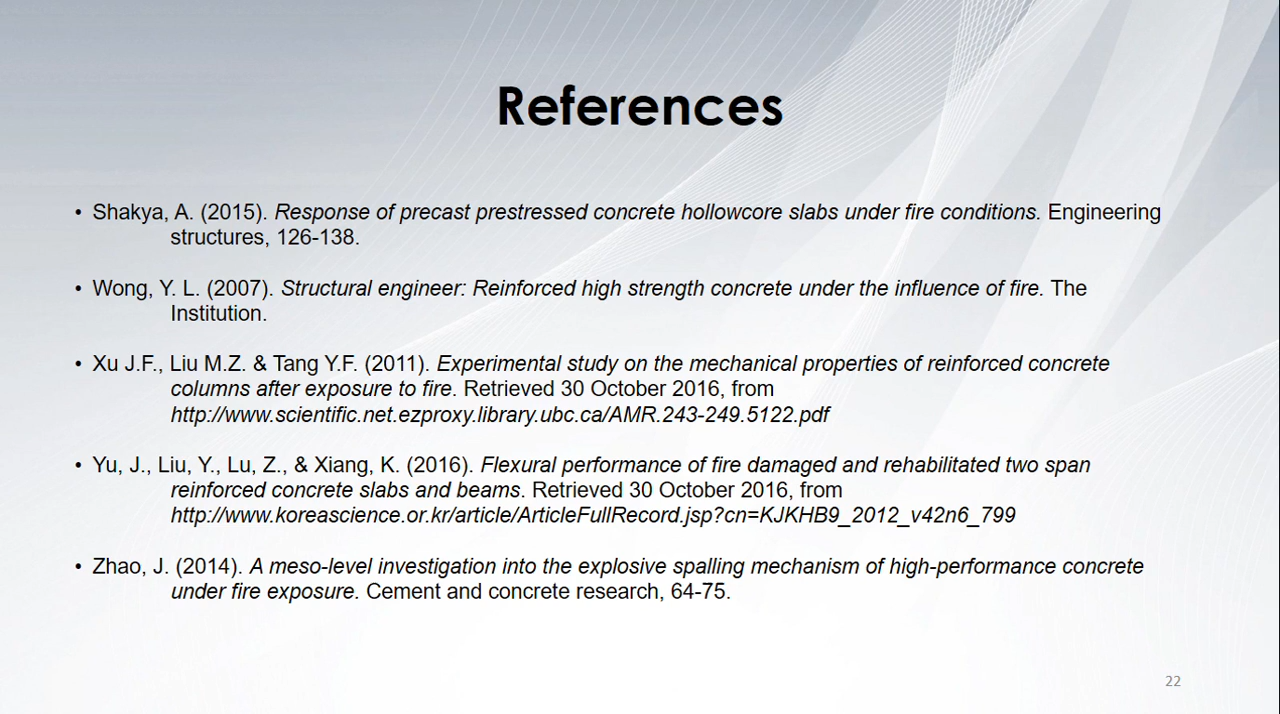 References
• Shakya, A. (2015). Response of precast prestressed concrete hollowcore slabs under fire conditions. Engineering
structures, 126-138.
• Wong, Y. L. (2007). Structural engineer: Reinforced high strength concrete under the influence of fire. The
Institution.
• Xu J.F., Liu M.Z. & Tang Y.F. (2011). Experimental study on the mechanical properties of reinforced concrete
columns after exposure to fire. Retrieved 30 October 2016, from
http://www.scientific.net.ezproxy.library.ubc.ca/AMR.243-249.5122.pdf
• Yu, J., Liu, Y., Lu, Z., & Xiang, K. (2016). Flexural performance of fire damaged and rehabilitated two span
reinforced concrete slabs and beams. Retrieved 30 October 2016, from
http://www.koreascience.or.kr/article/ArticleFullRecord.jsp?cn=KJKHB9_2012_v42n6_799
• Zhao, J. (2014). A meso-level investigation into the explosive spalling mechanism of high-performance concrete
under fire exposure. Cement and concrete research, 64-75.
22